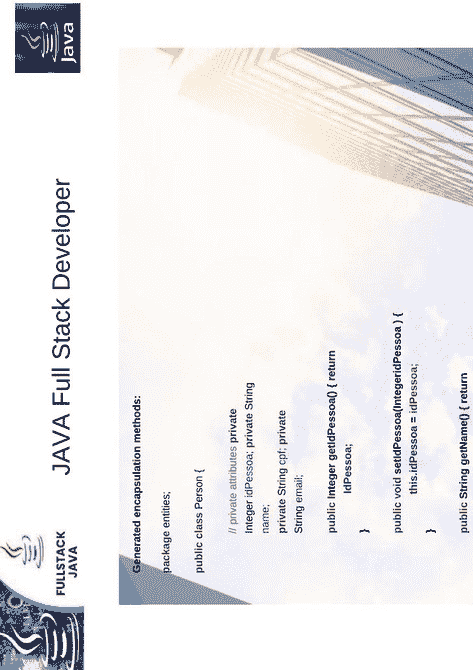 FULLSTACK
JAVA
JAVA Full Stack Developer
Java
Generated encapsulation methods:
package entities;
public class Person {
// private attributes private
Integer idPessoa; private String
name;
private String cpf; private
String email;
public Integer getIdPessoa() { return
IdPessoa;
}
public void setIdPessoa(IntegeridPessoa ) {
this.idPessoa = idPessoa;
}
public String getName() { return